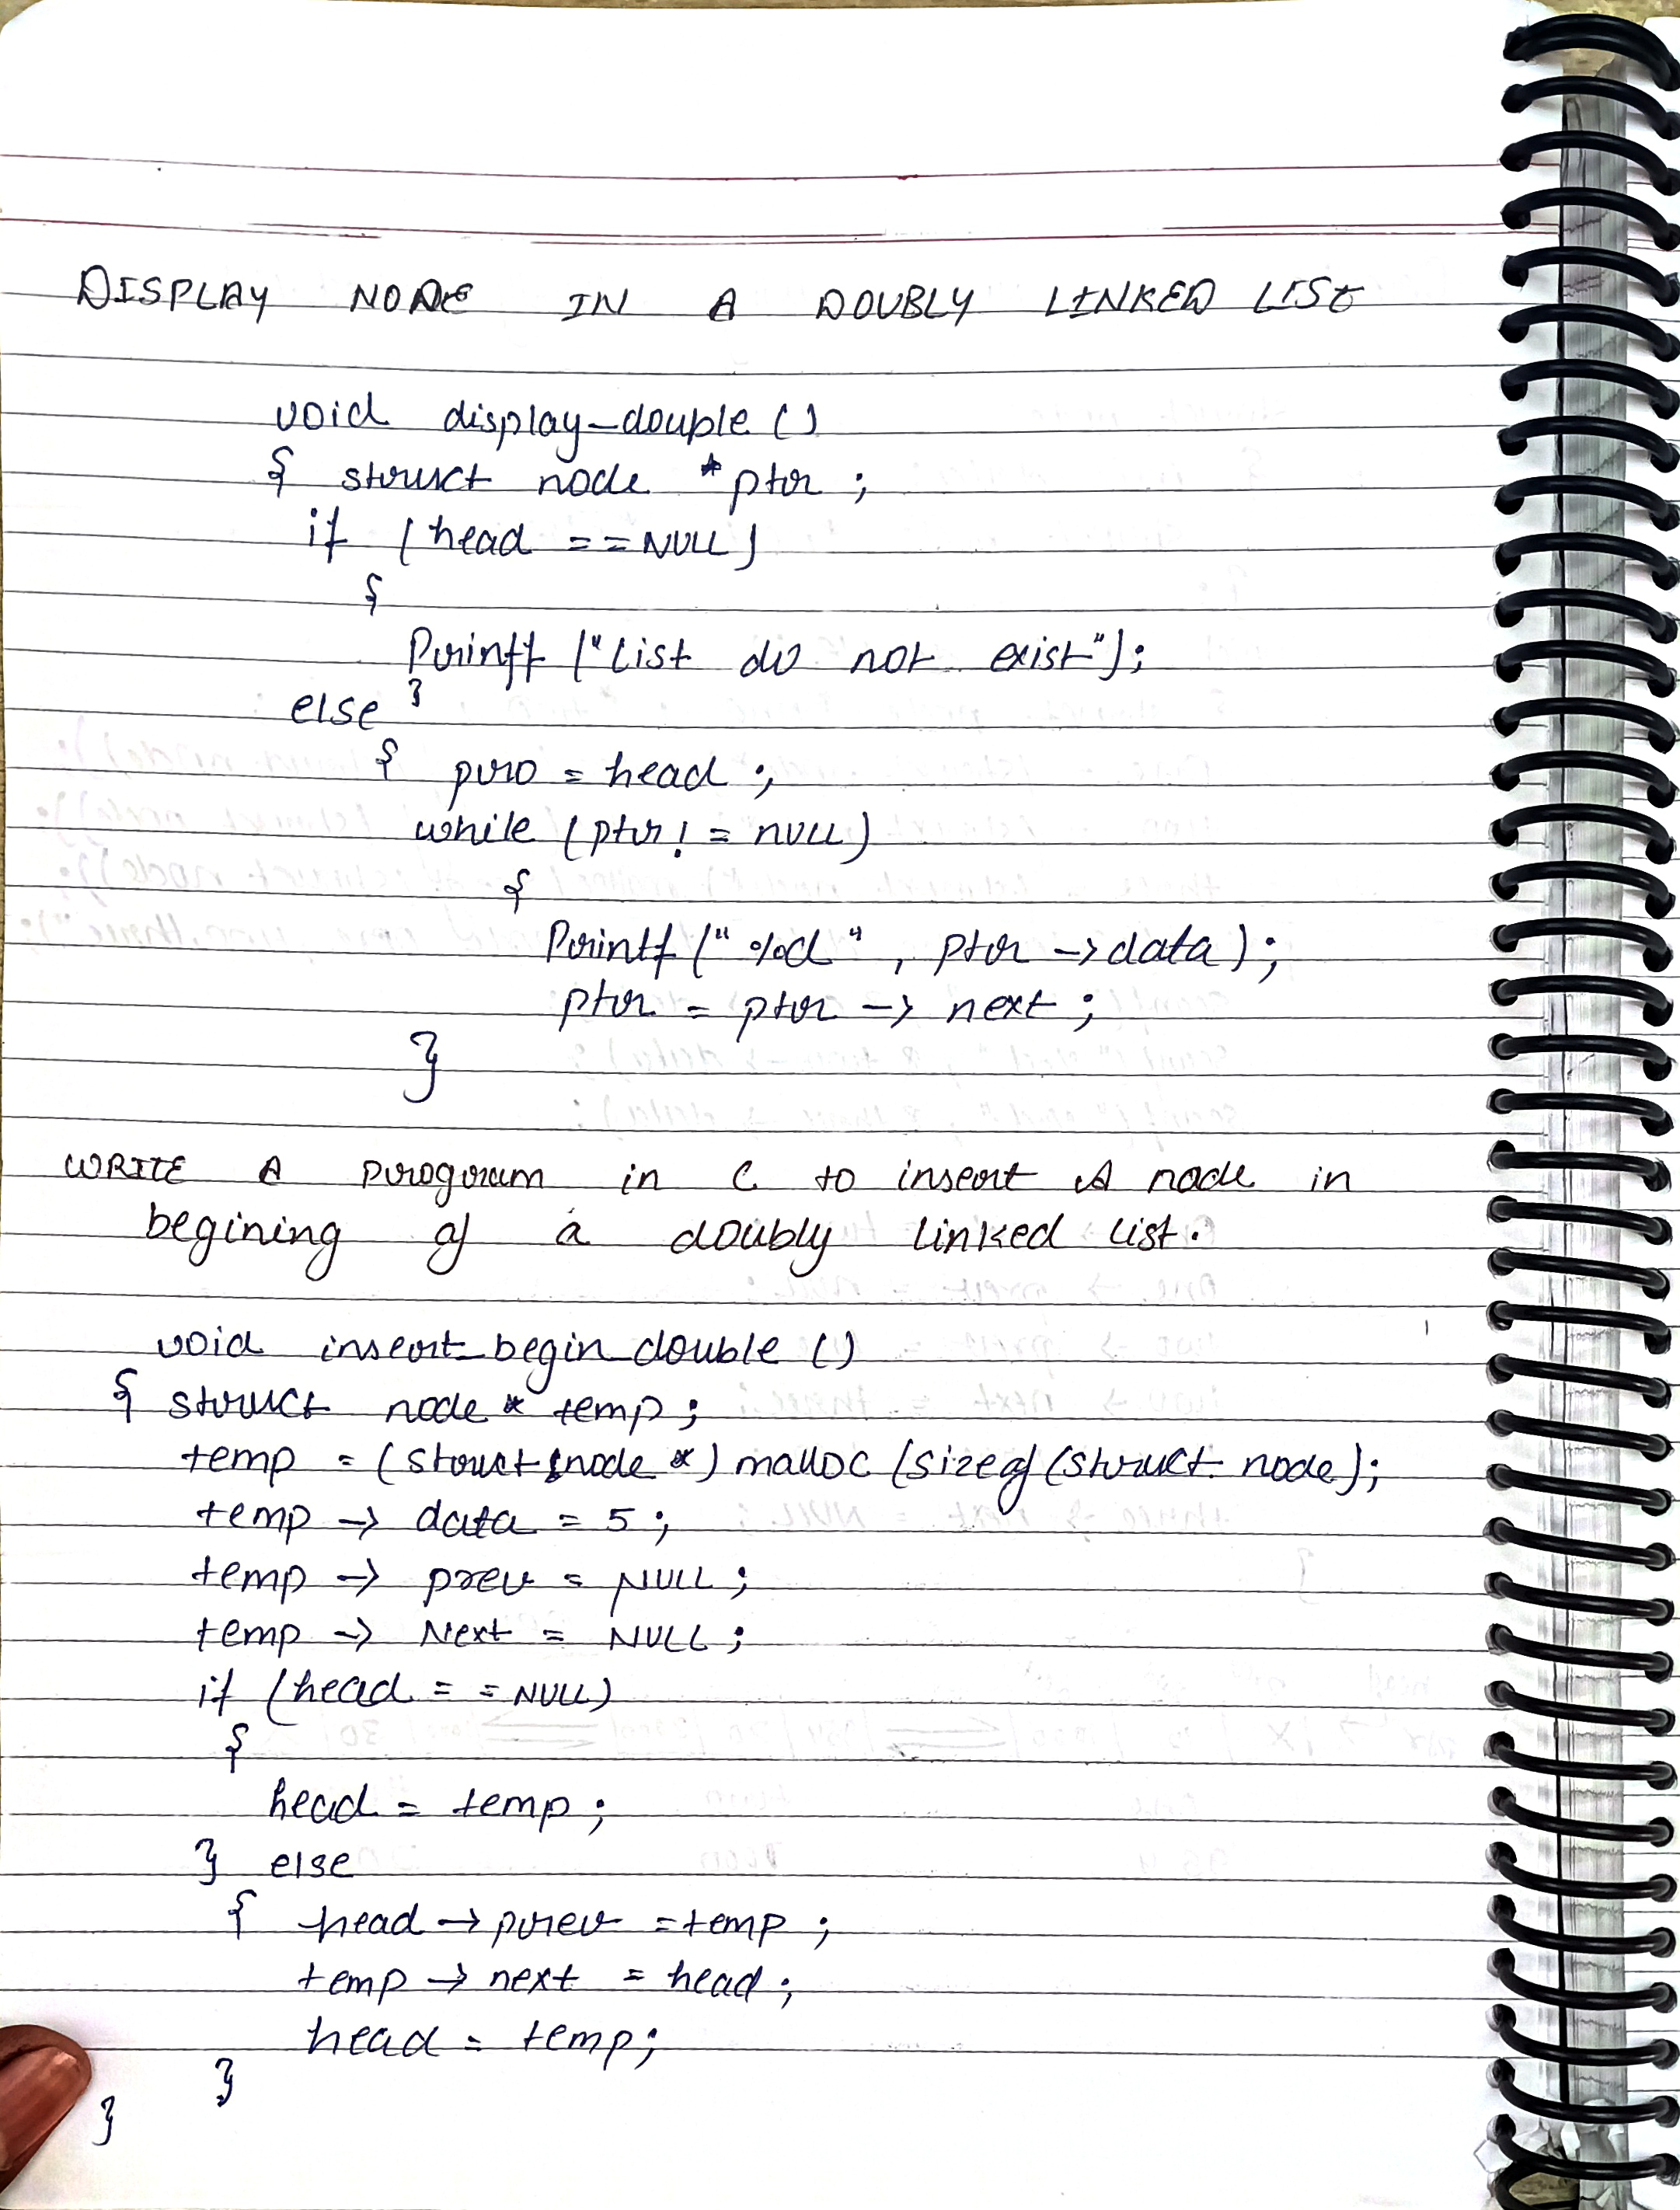 DISPLAY NODE IN A DOUBLY LINKED LIST
void display_double ()
{ struct node *ptr ;
if (head ==NULL)
{
Printf ("List do not exist");
}
else
{ pro = head ;
while (ptr! = NULL)
{
Printf (" %d " , ptr -> data) ;
ptr = ptr -> next ;
}
WRITE A program in C to insert A node in
begining of a doubly linked list.
void insert_begin_double ()
{ struct node * temp ;
temp = (struct node *) malloc (sizeof (struct node) ;
temp -> data = 5 ;
temp -> prev = NULL ;
temp -> Next = NULL ;
if (head = = NULL)
{
head = temp ;
} else
{ head -> prev = temp ;
temp -> next = head ;
head = temp ;
}
}